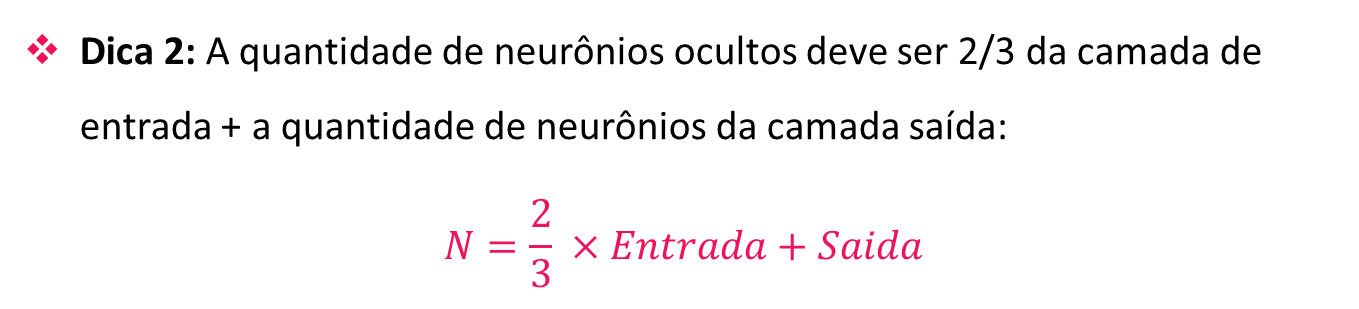 ❖ Dica 2: A quantidade de neurônios ocultos deve ser 2/3 da camada de
entrada + a quantidade de neurônios da camada saída:
N = 2/3 × Entrada + Saida